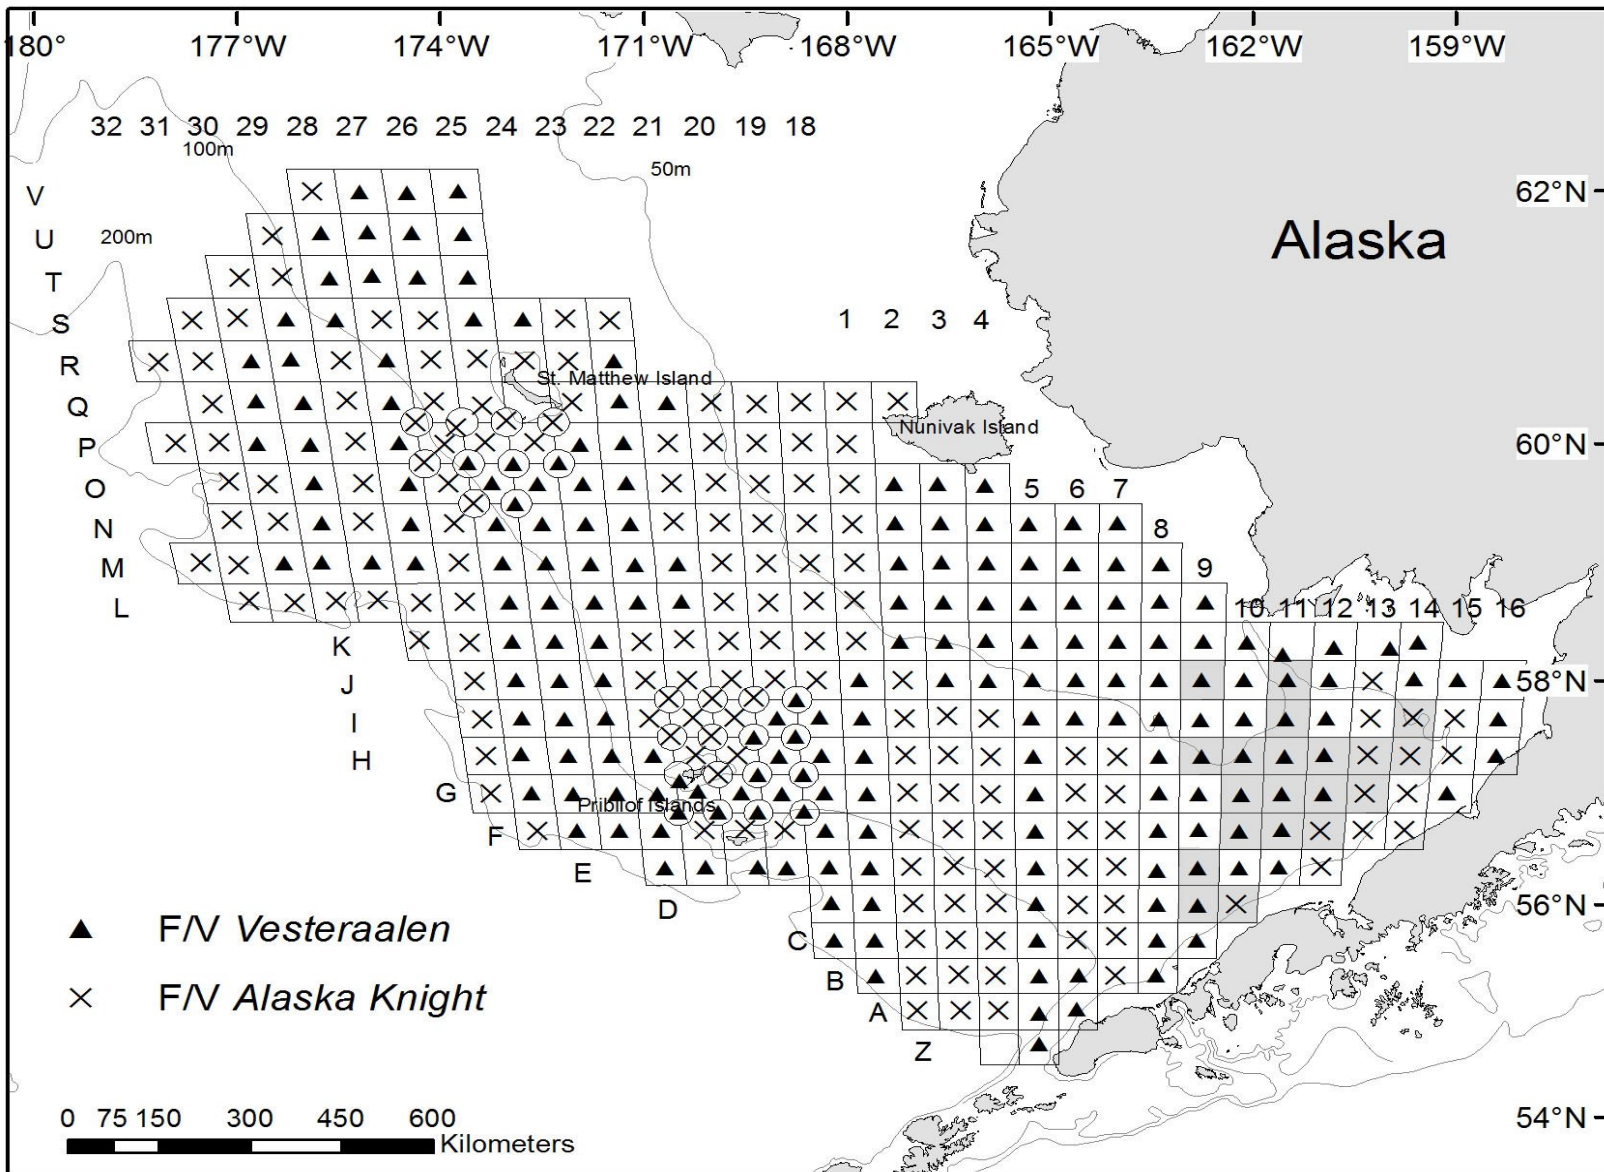 180° 177°W 174°W 171°W 168°W 165°W 162°W 159°W
32 31 30 29 28 27 26 25 24 23 22 21 20 19 18
100m
50m
V
62°N
U
200m
Alaska
T
S
1 2 3 4
R
St. Matthew Island
Q
Nunivak Island
P
60°N
O
5 6 7
N
8
M
9
L
10 11 12 13 14 15 16
K
J
58°N
I
H
G
Pribilof Islands
F
E
D
56°N
F/V Vesteraalen
C
B
F/V Alaska Knight
A
Z
0 75 150 300 450 600
54°N
Kilometers